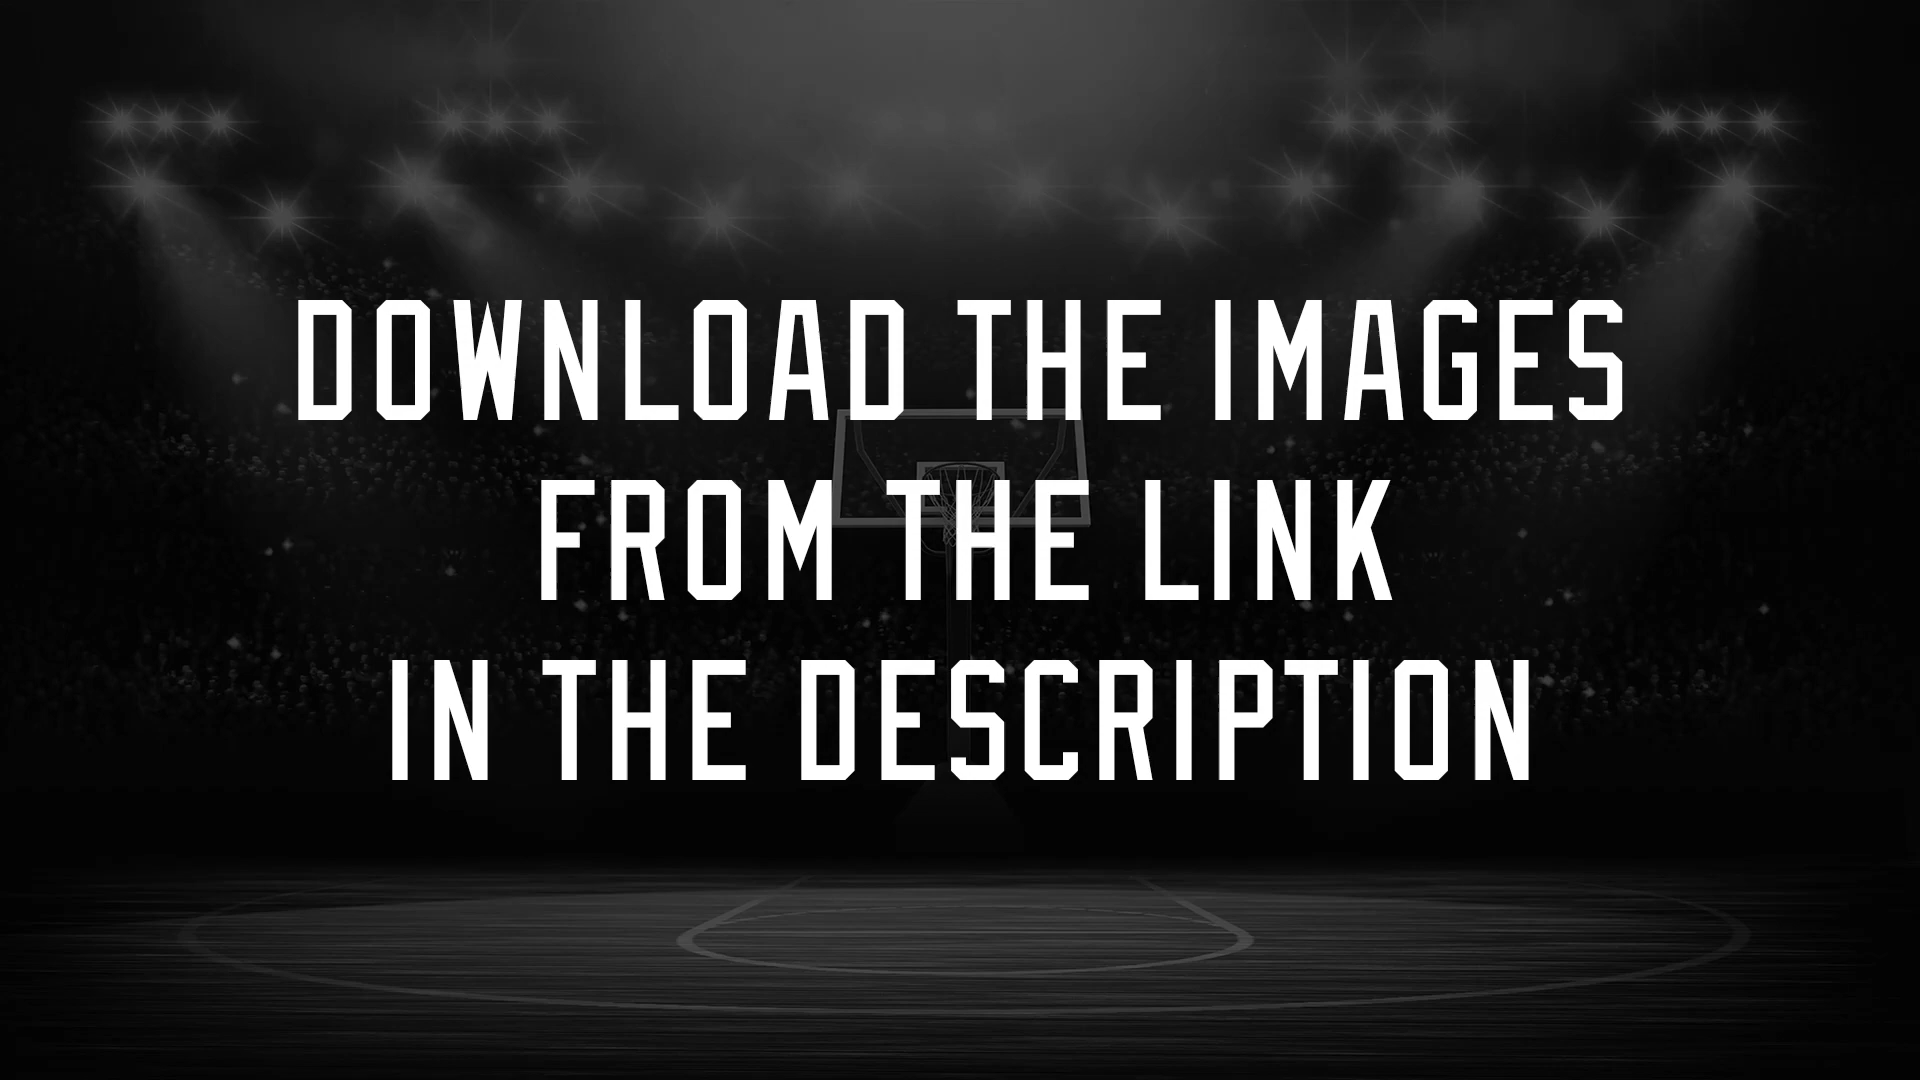 DOWNLOAD THE IMAGES
FROM THE LINK
IN THE DESCRIPTION